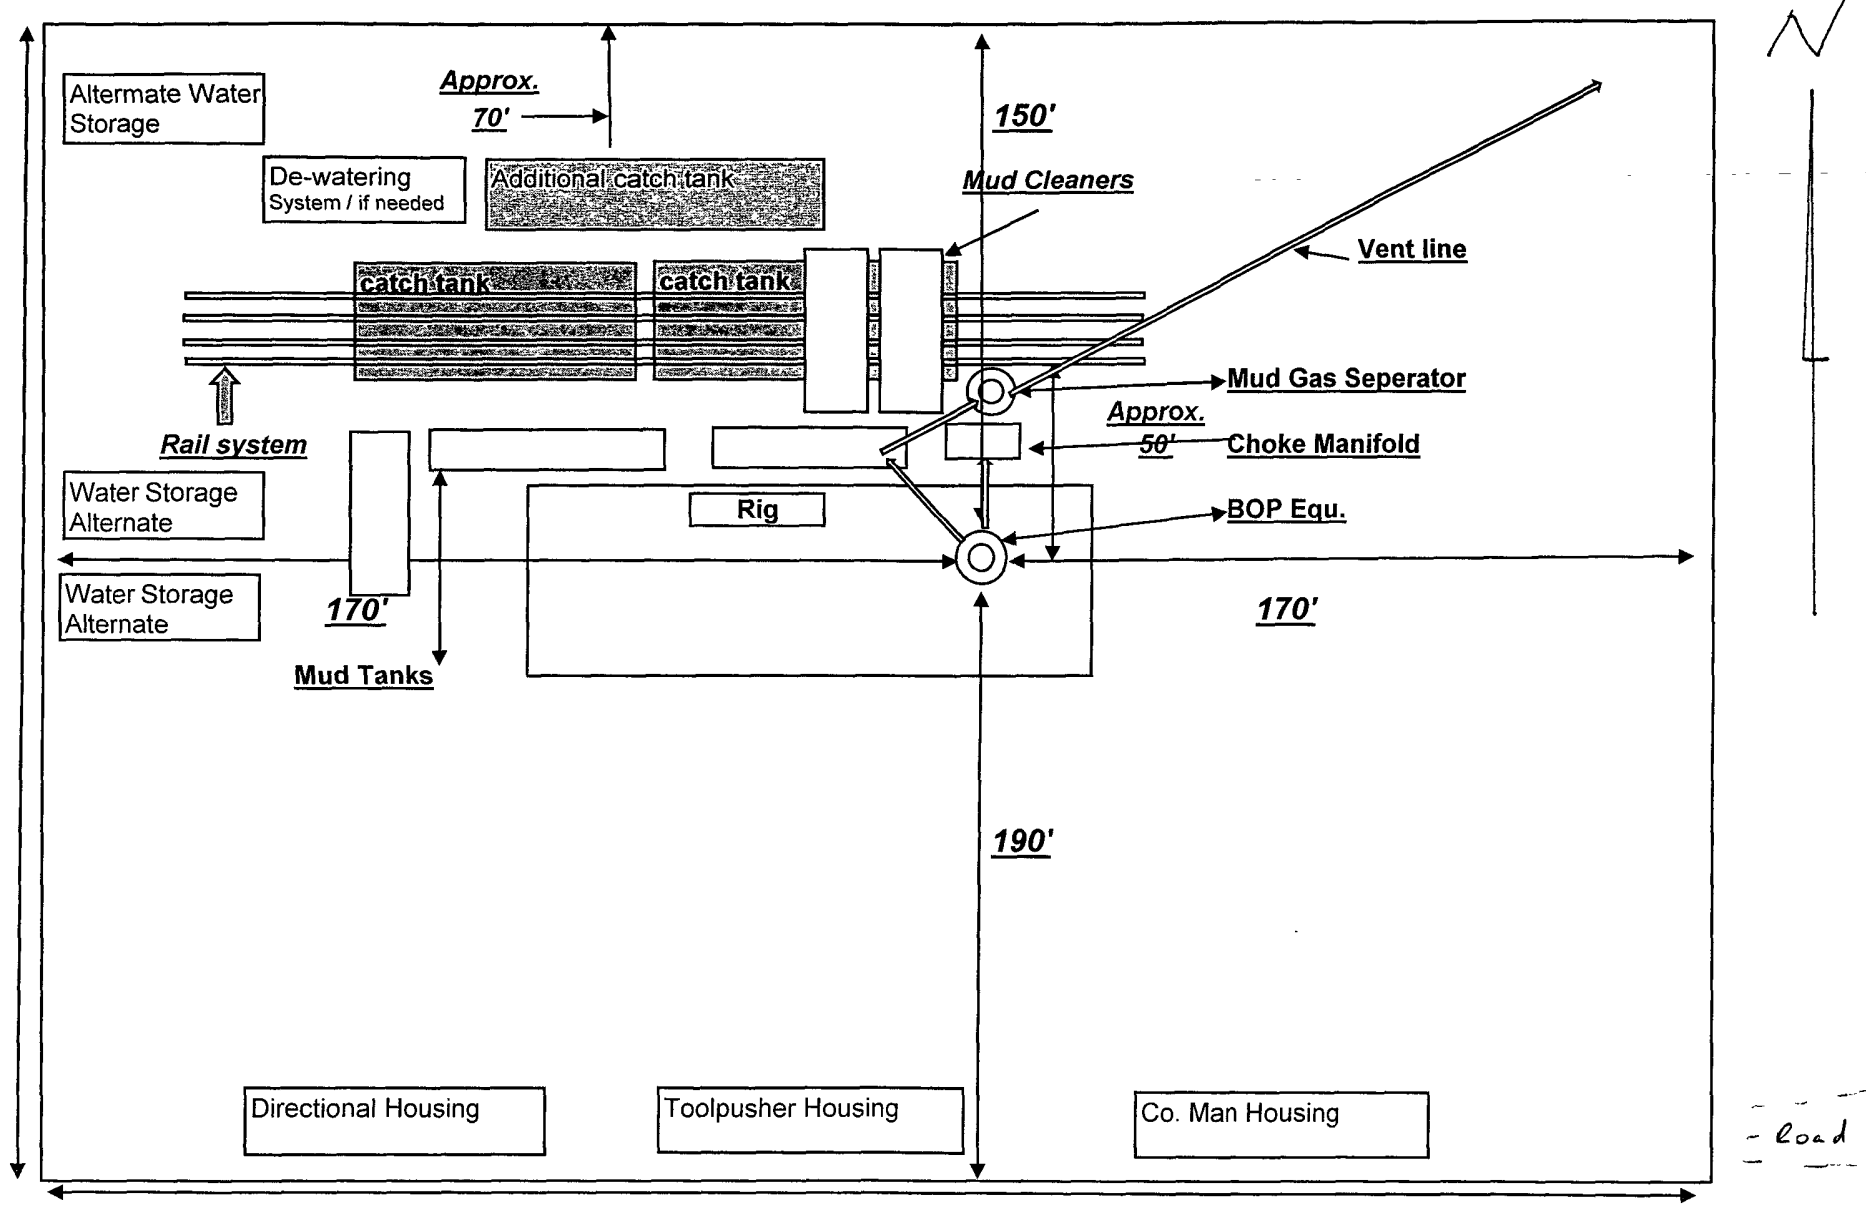 N
Altermate Water
Storage
Approx.
70'
150'
De-watering
System / if needed
Additional catch tank
Mud Cleaners
Vent line
catch tank
catch tank
Mud Gas Seperator
Approx.
50'
Rail system
Choke Manifold
Water Storage
Alternate
Rig
BOP Equ.
Water Storage
Alternate
170'
170'
Mud Tanks
190'
Directional Housing
Toolpusher Housing
Co. Man Housing
Road